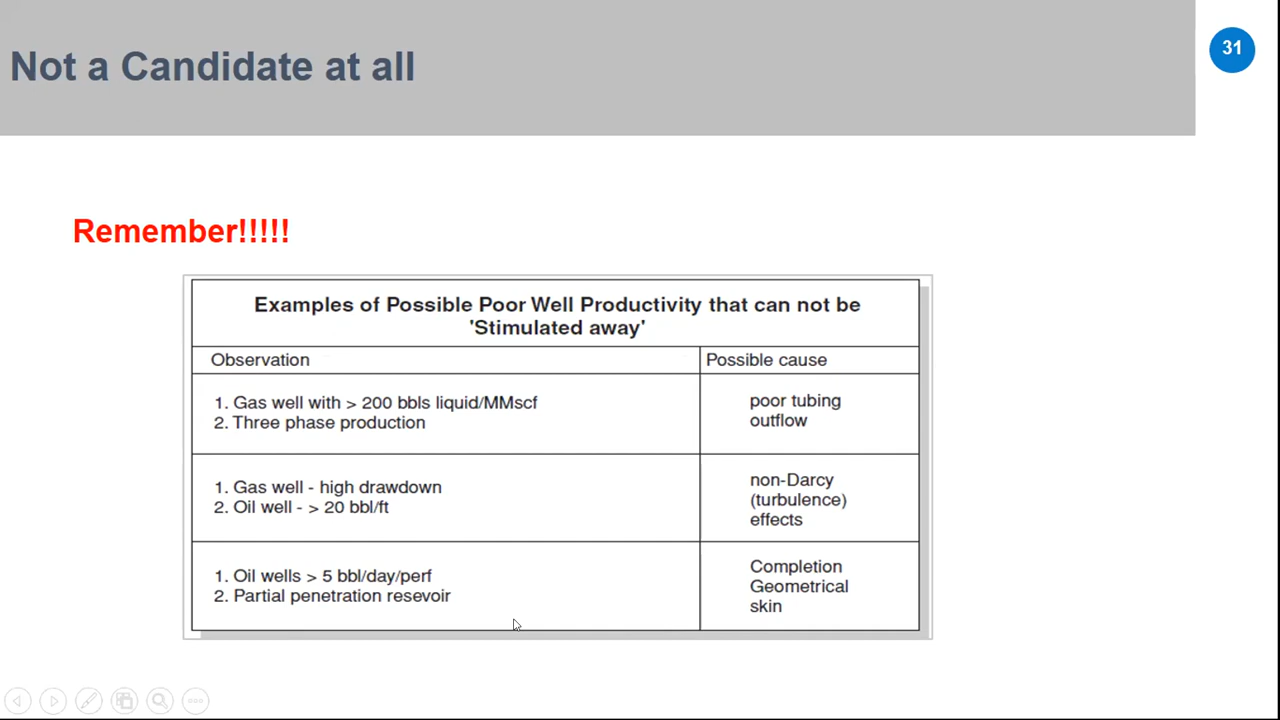 Not a Candidate at all
31
Remember!!!!!
Examples of Possible Poor Well Productivity that can not be
'Stimulated away'
Observation
Possible cause
1. Gas well with > 200 bbls liquid/MMscf
2. Three phase production
poor tubing
outflow
1. Gas well - high drawdown
2. Oil well - > 20 bbl/ft
non-Darcy
(turbulence)
effects
1. Oil wells > 5 bbl/day/perf
2. Partial penetration resevoir
Completion
Geometrical
skin